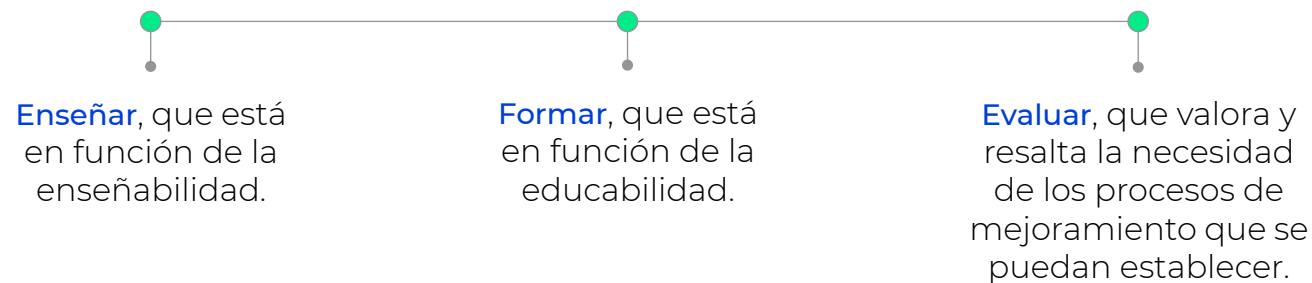 Enseñar, que está
en función de la
enseñabilidad.
Formar, que está
en función de la
educabilidad.
Evaluar, que valora y
resalta la necesidad
de los procesos de
mejoramiento que se
puedan establecer.